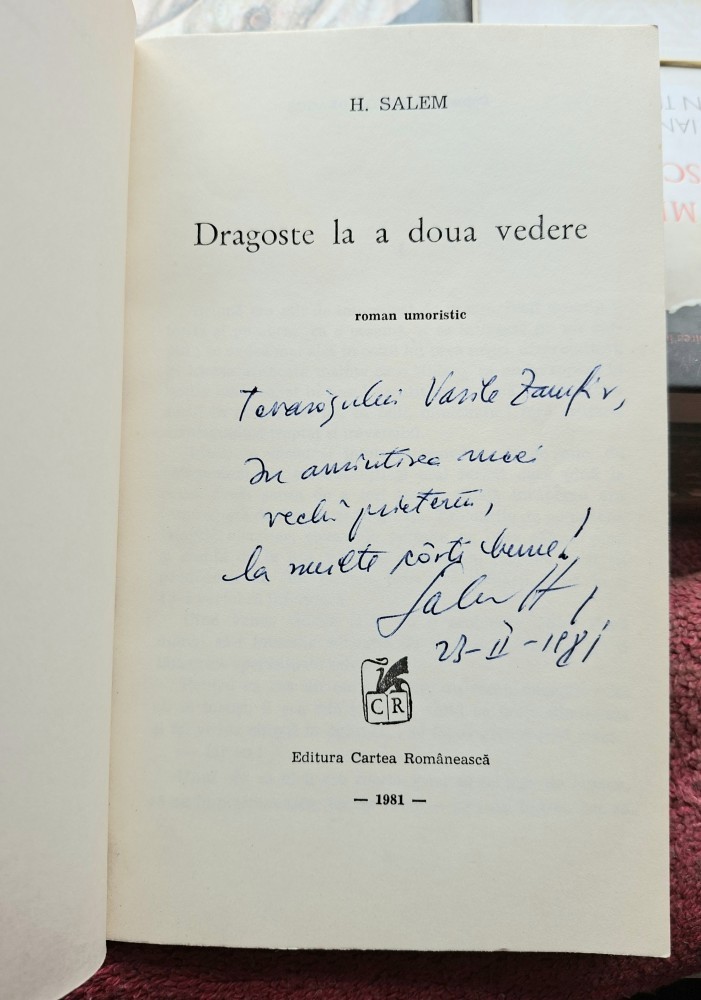 H. SALEM
Dragoste la a doua vedere
roman umoristic
Tovarășului Vasile Zamfir,
În amintirea unei
vechi prietenii,
la multe cărți bune!
Salem H,
23-II-1981
C R
Editura Cartea Românească
— 1981 —